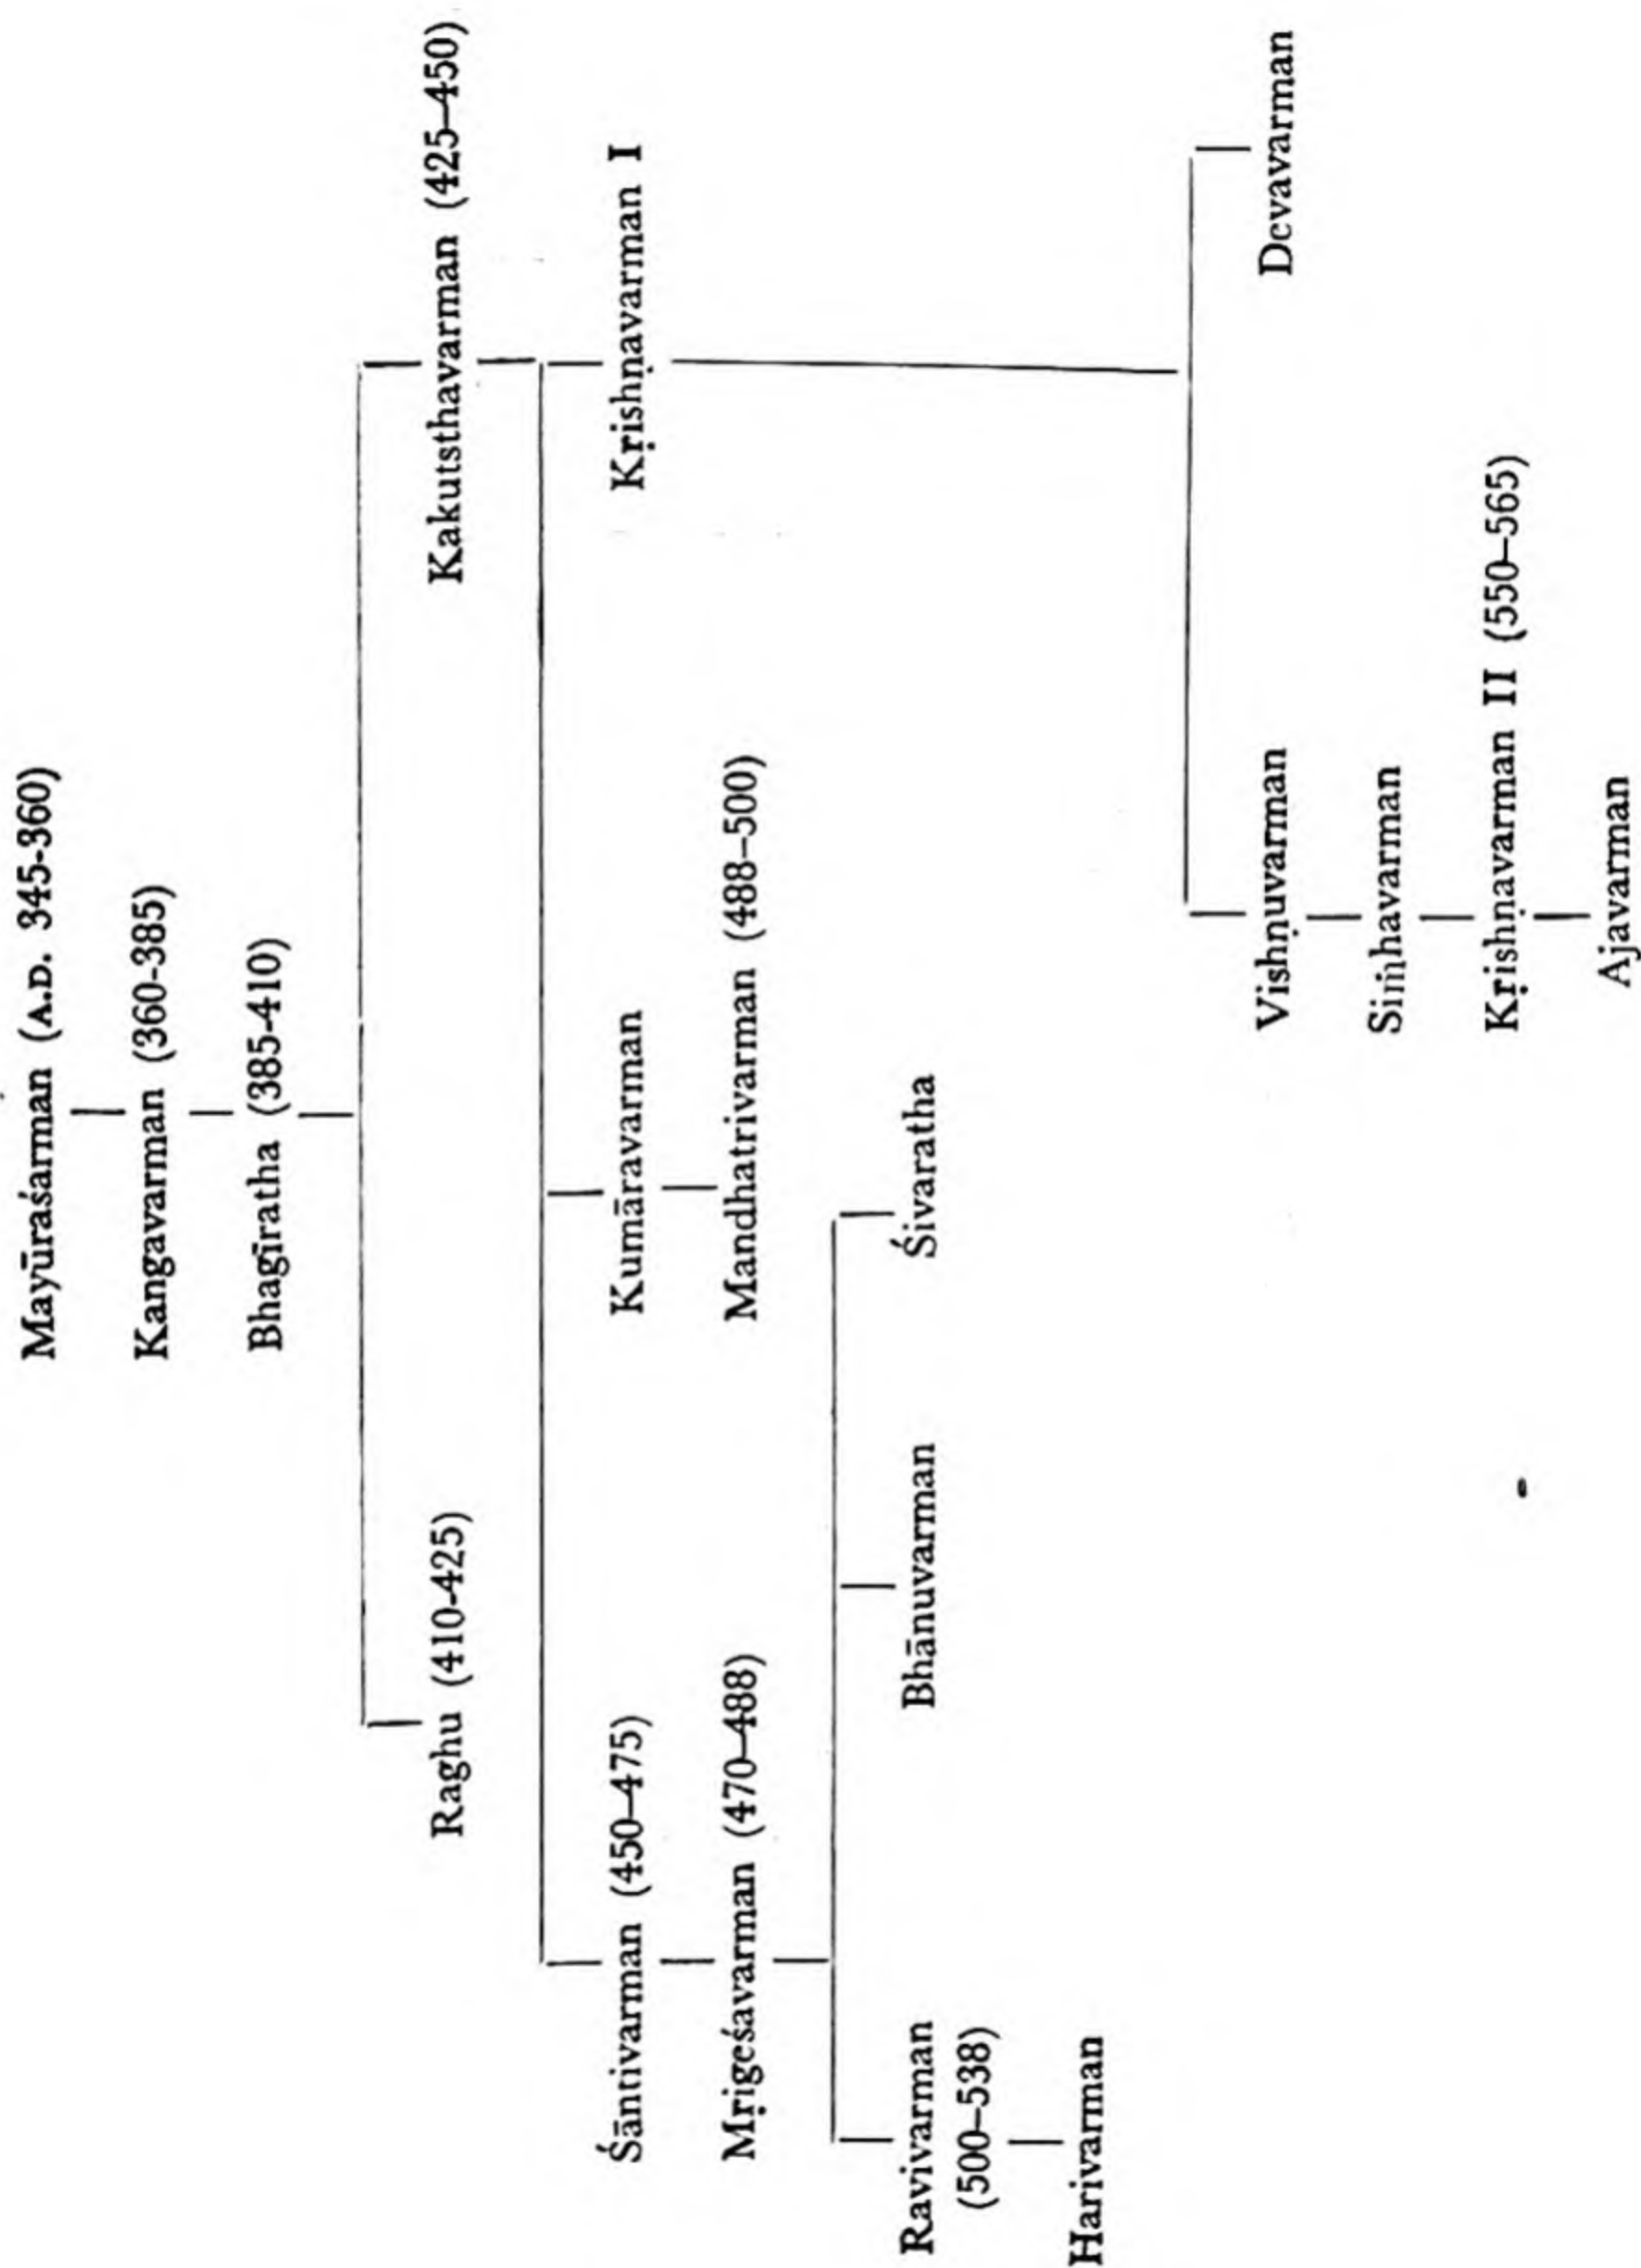 Mayūraśarman (A.D. 345-360)
Kangavarman (360-385)
Bhagīratha (385-410)
Raghu (410-425)
Kakutsthavarman (425–450)
Śāntivarman (450–475)
Kumāravarman
Kṛishṇavarman I
Mṛigeśavarman (470–488)
Mandhatrivarman (488–500)
Ravivarman
(500–538)
Bhānuvarman
Śivaratha
Harivarman
Vishṇuvarman
Devavarman
Siṁhavarman
Kṛishṇavarman II (550–565)
Ajavarman